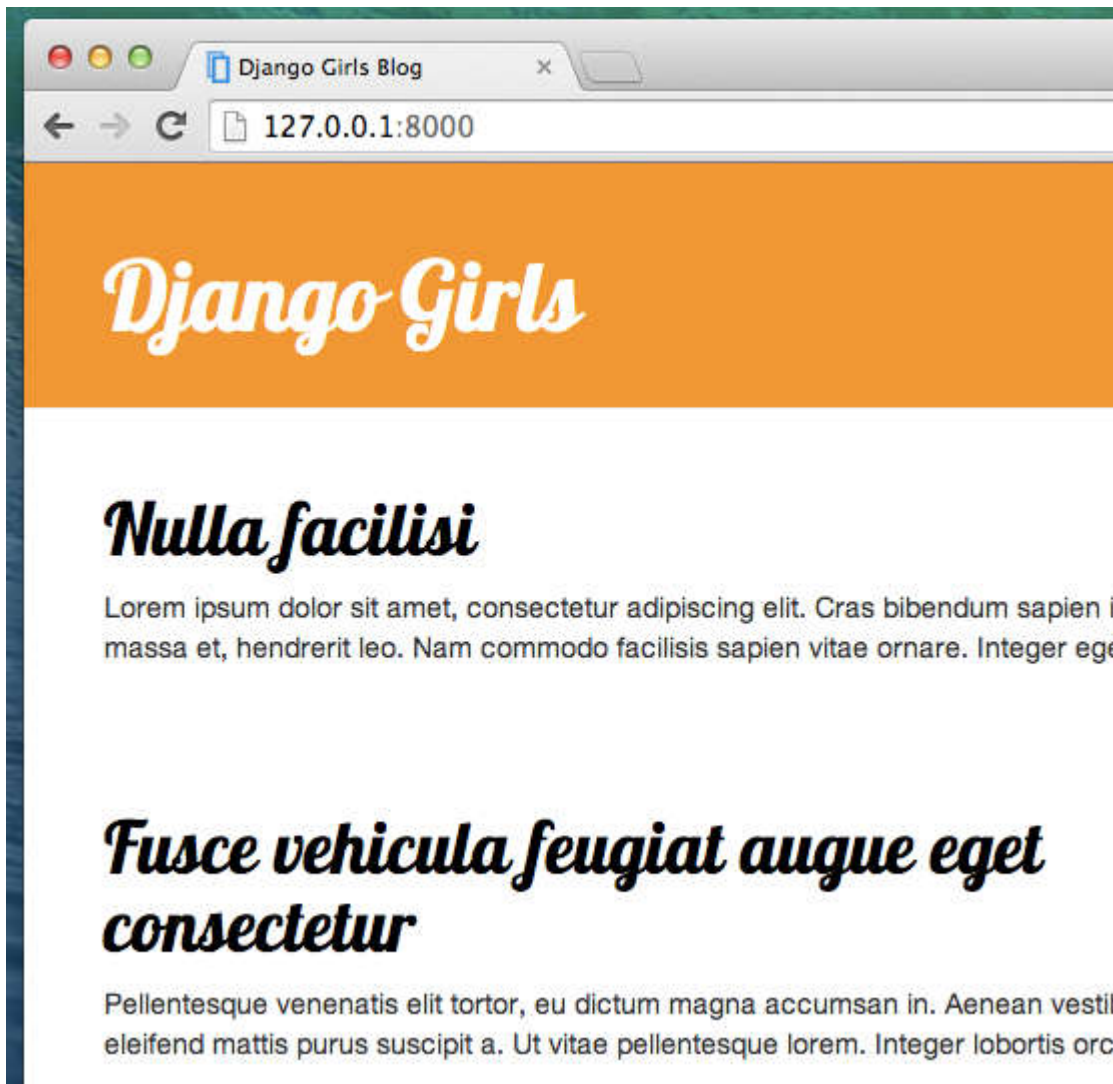 Django Girls Blog
127.0.0.1:8000
Django Girls
Nulla facilisi
Lorem ipsum dolor sit amet, consectetur adipiscing elit. Cras bibendum sapien
massa et, hendrerit leo. Nam commodo facilisis sapien vitae ornare. Integer
Fusce vehicula feugiat augue eget
consectetur
Pellentesque venenatis elit tortor, eu dictum magna accumsan in. Aenean
eleifend mattis purus suscipit a. Ut vitae pellentesque lorem. Integer lobortis